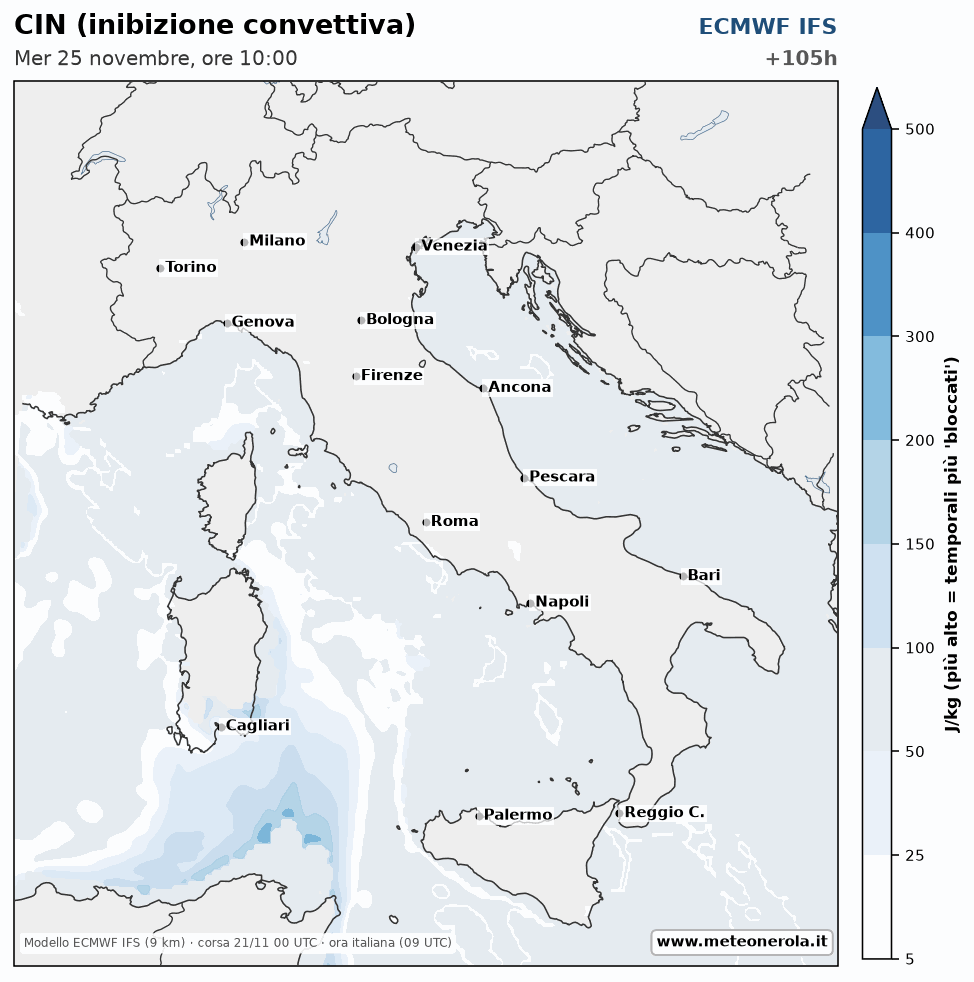 CIN (inibizione convettiva)
ECMWF IFS
Mer 25 novembre, ore 10:00
+105h
Milano
Venezia
Torino
Genova
Bologna
Firenze
Ancona
Pescara
Roma
Bari
Napoli
Cagliari
Palermo
Reggio C.
Modello ECMWF IFS (9 km) · corsa 21/11 00 UTC · ora italiana (09 UTC)
www.meteonerola.it
500
400
300
200
150
100
50
25
5
J/kg (più alto = temporali più 'bloccati')